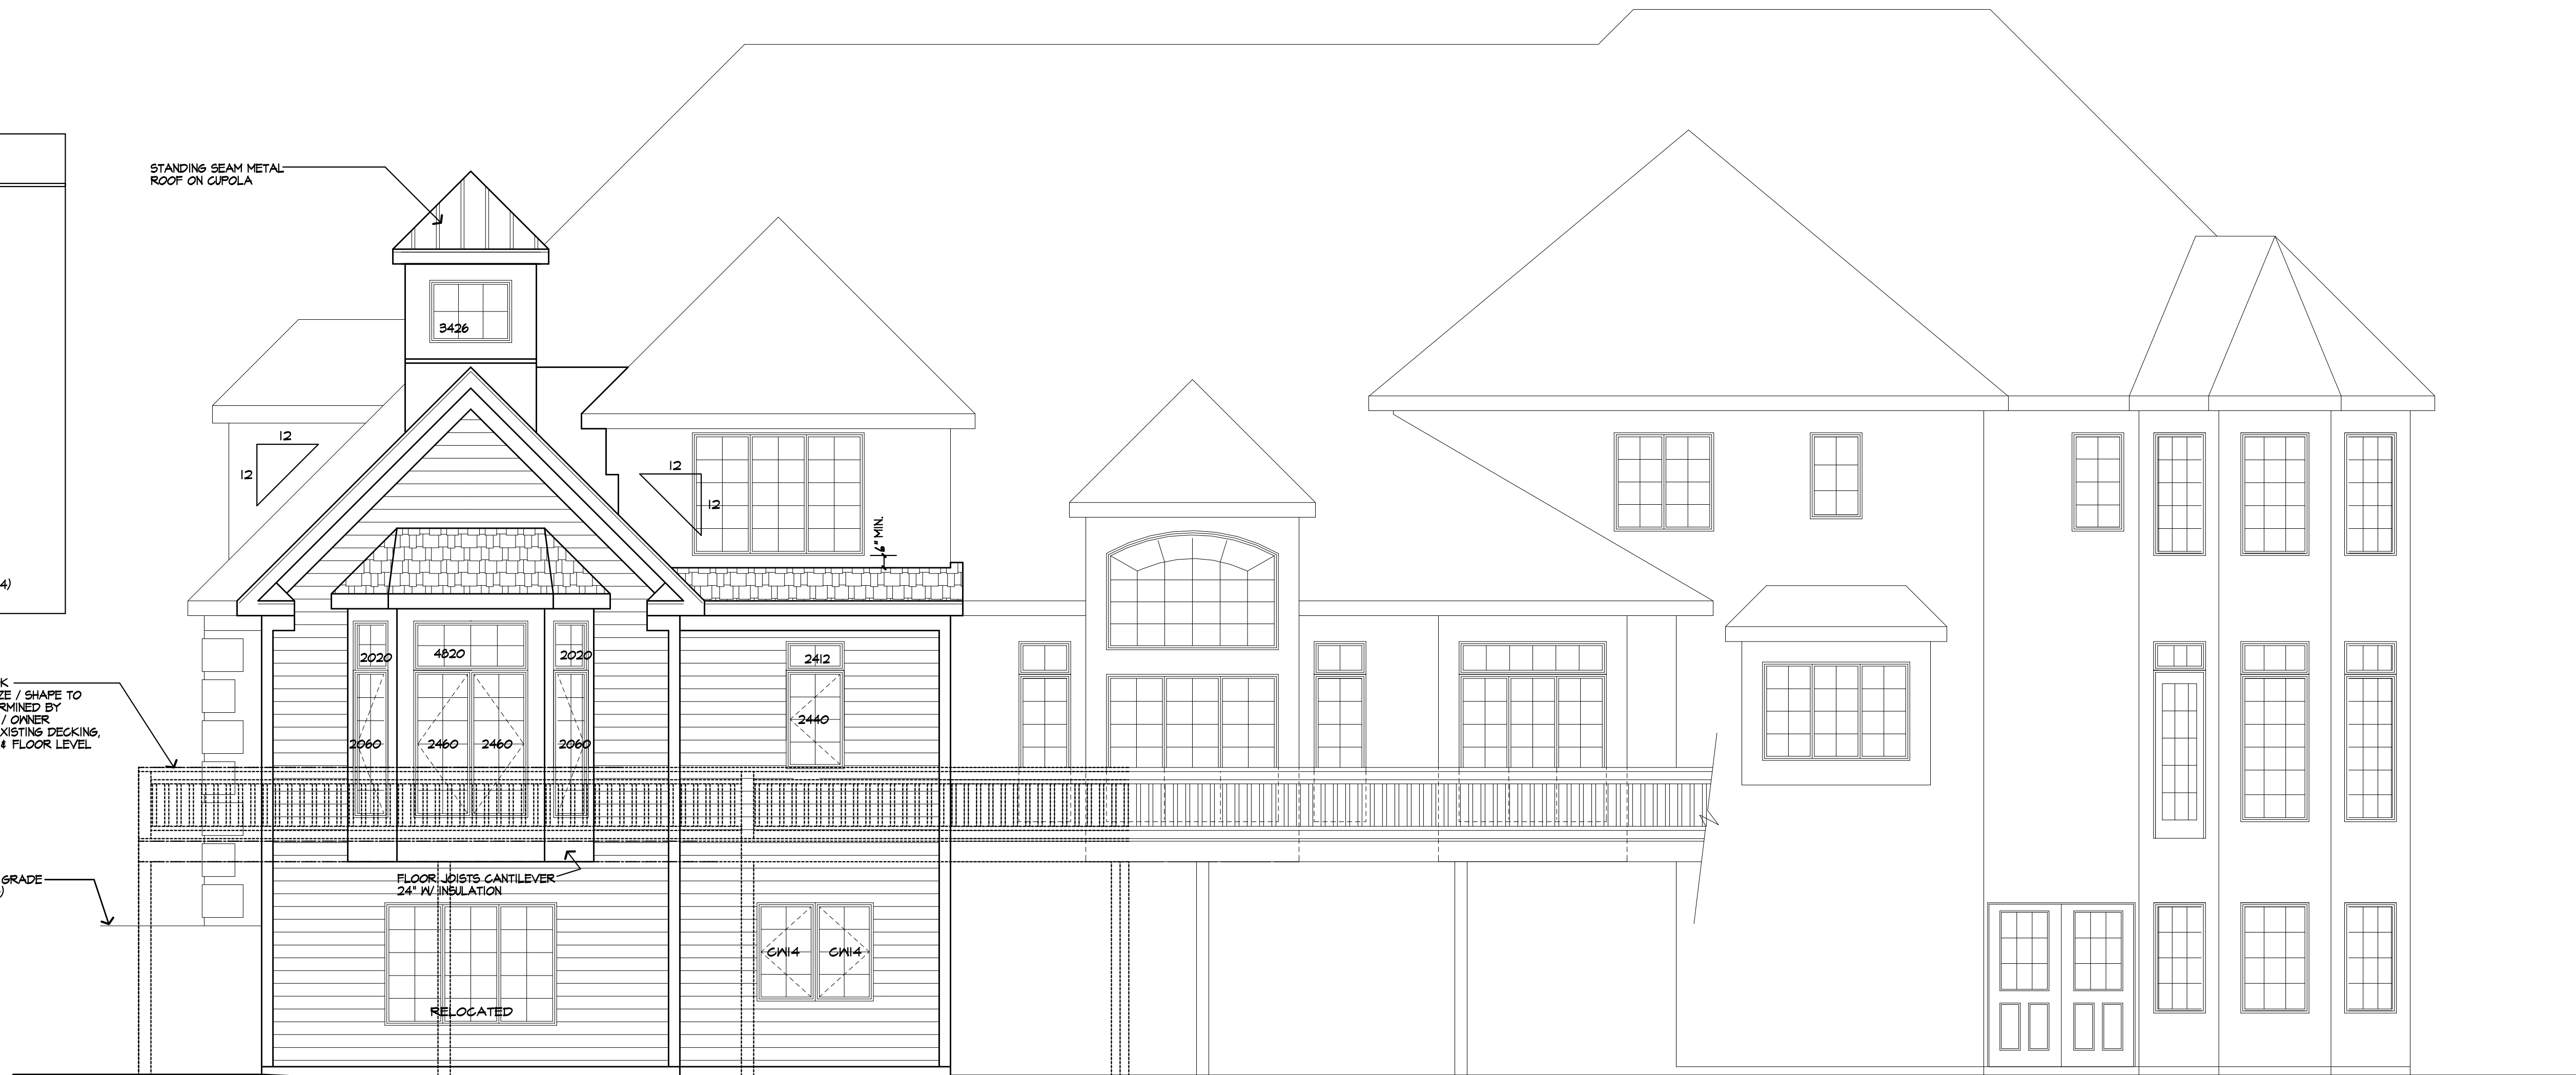 STANDING SEAM METAL
ROOF ON CUPOLA
3426
12
12
12
12
6" MIN.
4)
2020
4820
2020
2412
K
ZE / SHAPE TO
RMINED BY
/ OWNER
XISTING DECKING,
& FLOOR LEVEL
2440
2060
2460
2460
2060
GRADE
)
FLOOR JOISTS CANTILEVER
24" W/ INSULATION
CW14
CW14
RELOCATED